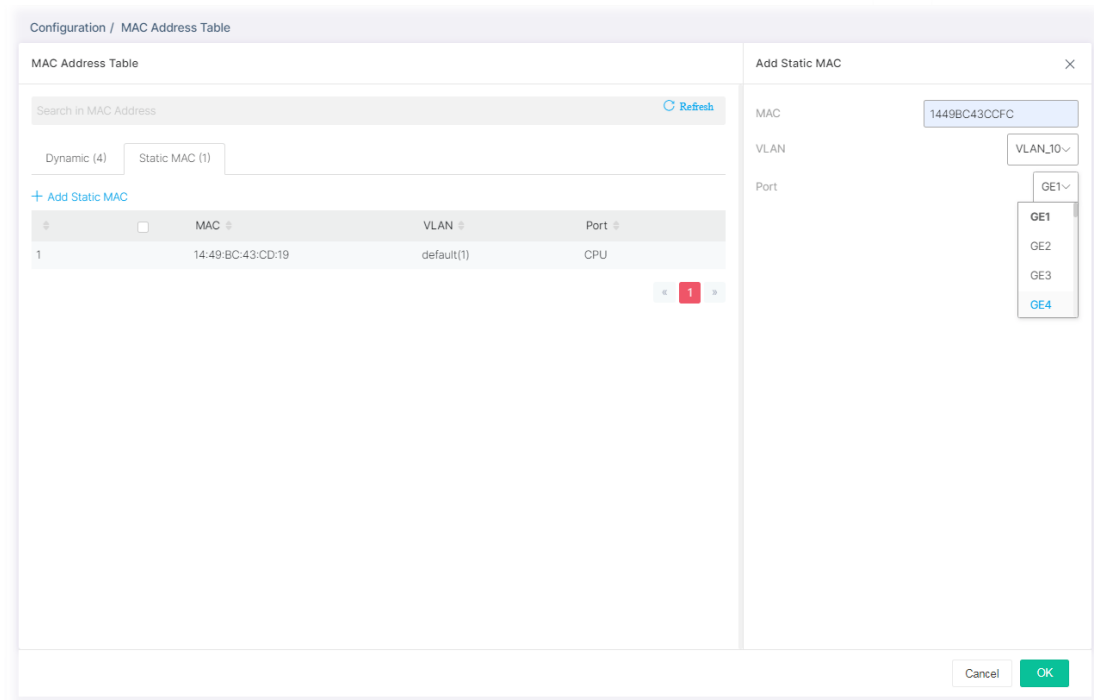 Configuration / MAC Address Table
MAC Address Table
Search in MAC Address
Refresh
Dynamic (4)
Static MAC (1)
+ Add Static MAC
MAC VLAN Port
1 14:49:BC:43:CD:19 default(1) CPU
« 1 »
Add Static MAC
MAC 1449BC43CCFC
VLAN VLAN_10
Port GE1
GE1
GE2
GE3
GE4
Cancel OK